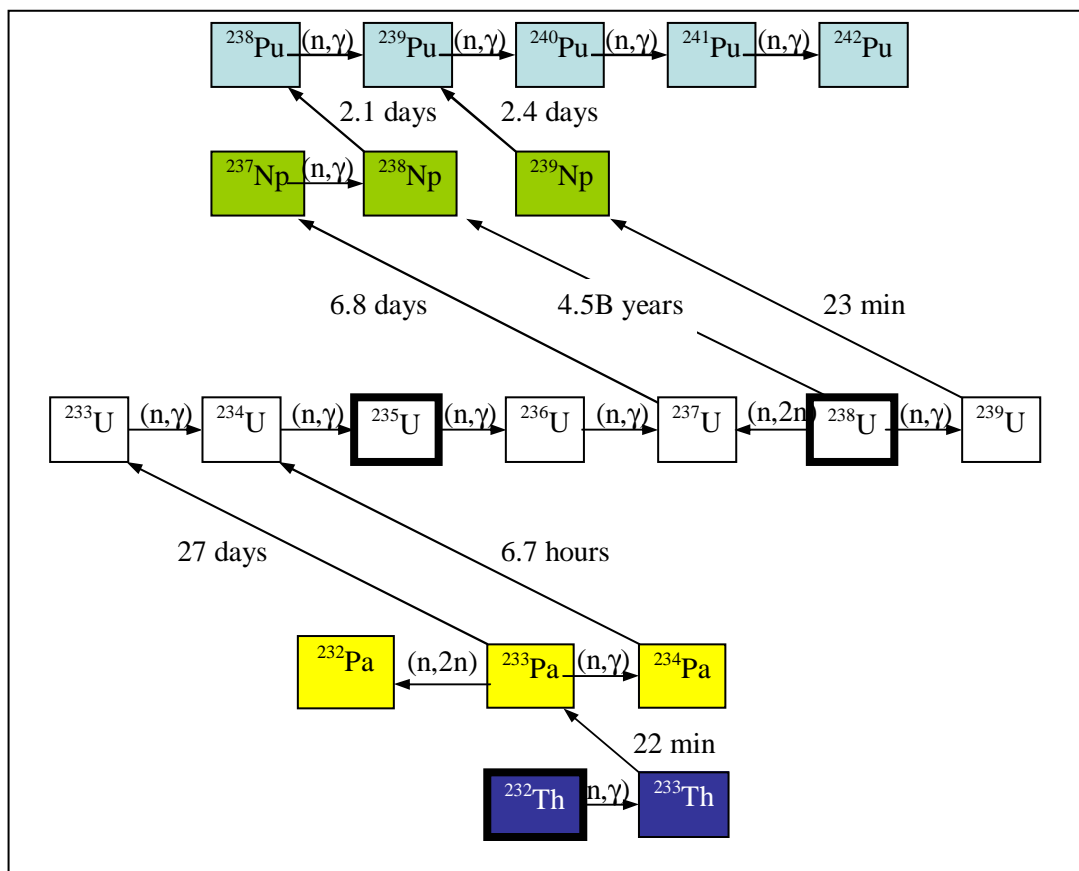 ²³⁸Pu (n,γ) ²³⁹Pu (n,γ) ²⁴⁰Pu (n,γ) ²⁴¹Pu (n,γ) ²⁴²Pu
2.1 days 2.4 days
²³⁷Np (n,γ) ²³⁸Np ²³⁹Np
6.8 days 4.5B years 23 min
²³³U (n,γ) ²³⁴U (n,γ) ²³⁵U (n,γ) ²³⁶U (n,γ) ²³⁷U (n,2n) ²³⁸U (n,γ) ²³⁹U
27 days 6.7 hours
²³²Pa (n,2n) ²³³Pa (n,γ) ²³⁴Pa
22 min
²³²Th n,γ) ²³³Th